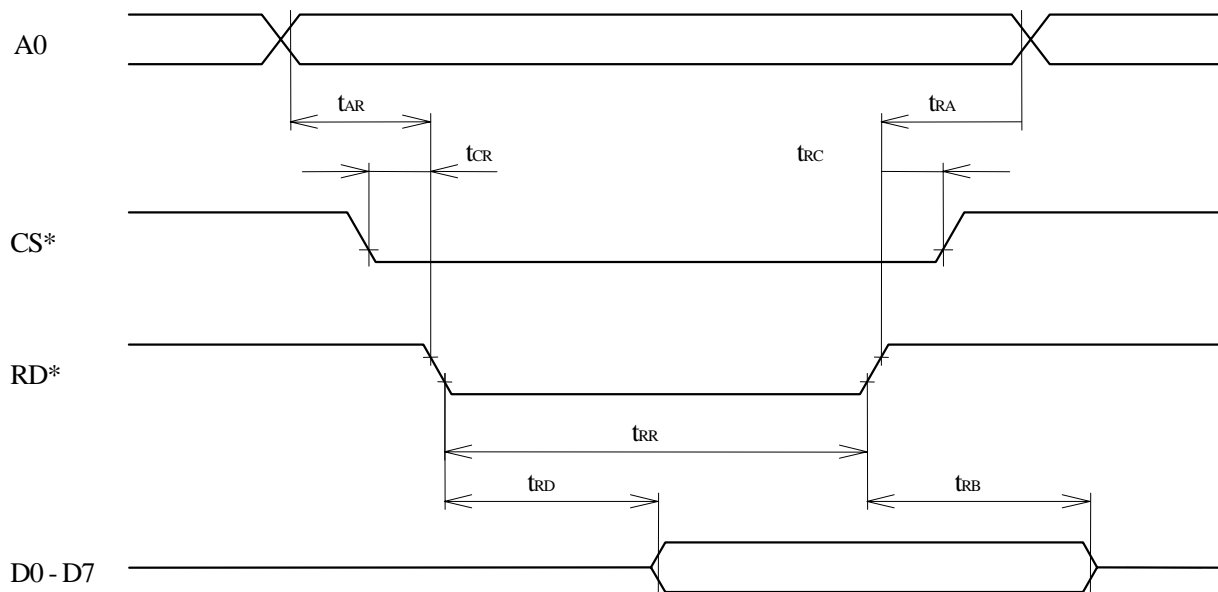 A0
tAR
tRA
tCR
tRC
CS*
RD*
tRR
tRD
tRB
D0 - D7